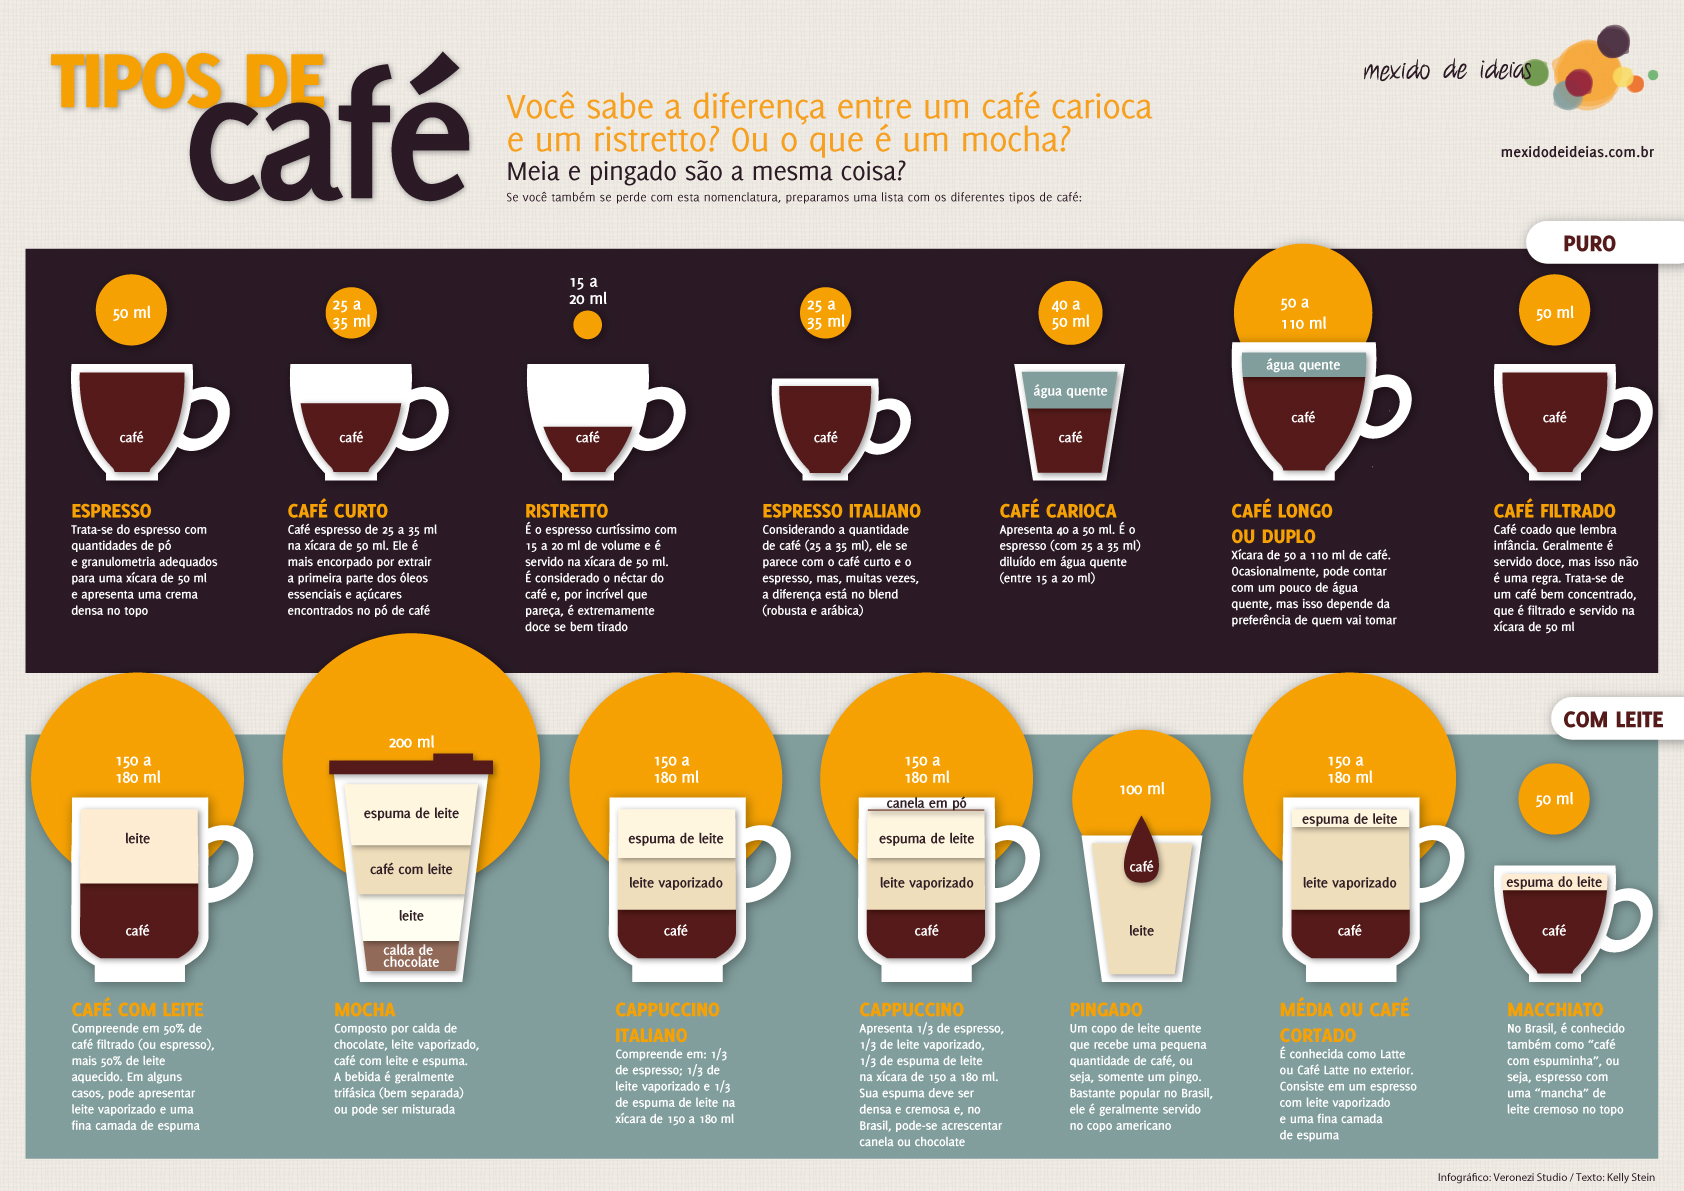 TIPOS DE
café
Você sabe a diferença entre um café carioca
e um ristretto? Ou o que é um mocha?
Meia e pingado são a mesma coisa?
Se você também se perde com esta nomenclatura, preparamos uma lista com os diferentes tipos de café:
mexido de ideias
mexidodeideias.com.br
PURO
50 ml
café
ESPRESSO
Trata-se do espresso com
quantidades de pó
e granulometria adequados
para uma xícara de 50 ml
e apresenta uma crema
densa no topo
25 a
35 ml
café
CAFÉ CURTO
Café espresso de 25 a 35 ml
na xícara de 50 ml. Ele é
mais encorpado por extrair
a primeira parte dos óleos
essenciais e açúcares
encontrados no pó de café
15 a
20 ml
café
RISTRETTO
É o espresso curtíssimo com
15 a 20 ml de volume e é
servido na xícara de 50 ml.
É considerado o néctar do
café e, por incrível que
pareça, é extremamente
doce se bem tirado
25 a
35 ml
café
ESPRESSO ITALIANO
Considerando a quantidade
de café (25 a 35 ml), ele se
parece com o café curto e o
espresso, mas, muitas vezes,
a diferença está no blend
(robusta e arábica)
40 a
50 ml
água quente
café
CAFÉ CARIOCA
Apresenta 40 a 50 ml. É o
espresso (com 25 a 35 ml)
diluído em água quente
(entre 15 a 20 ml)
50 a
110 ml
água quente
café
CAFÉ LONGO
OU DUPLO
Xícara de 50 a 110 ml de café.
Ocasionalmente, pode contar
com um pouco de água
quente, mas isso depende da
preferência de quem vai tomar
50 ml
café
CAFÉ FILTRADO
Café coado que lembra
infância. Geralmente é
servido doce, mas isso não
é uma regra. Trata-se de
um café bem concentrado,
que é filtrado e servido na
xícara de 50 ml
COM LEITE
150 a
180 ml
leite
café
CAFÉ COM LEITE
Compreende em 50% de
café filtrado (ou espresso),
mais 50% de leite
aquecido. Em alguns
casos, pode apresentar
leite vaporizado e uma
fina camada de espuma
200 ml
espuma de leite
café com leite
leite
calda de
chocolate
MOCHA
Composto por calda de
chocolate, leite vaporizado,
café com leite e espuma.
A bebida é geralmente
trifásica (bem separada)
ou pode ser misturada
150 a
180 ml
espuma de leite
leite vaporizado
café
CAPPUCCINO
ITALIANO
Compreende em: 1/3
de espresso; 1/3 de
leite vaporizado e 1/3
de espuma de leite na
xícara de 150 a 180 ml
150 a
180 ml
canela em pó
espuma de leite
leite vaporizado
café
CAPPUCCINO
Apresenta 1/3 de espresso,
1/3 de leite vaporizado,
1/3 de espuma de leite
na xícara de 150 a 180 ml.
Sua espuma deve ser
densa e cremosa e, no
Brasil, pode-se acrescentar
canela ou chocolate
100 ml
café
leite
PINGADO
Um copo de leite quente
que recebe uma pequena
quantidade de café, ou
seja, somente um pingo.
Bastante popular no Brasil,
ele é geralmente servido
no copo americano
150 a
180 ml
espuma de leite
leite vaporizado
café
MÉDIA OU CAFÉ
CORTADO
É conhecida como Latte
ou Café Latte no exterior.
Consiste em um espresso
com leite vaporizado
e uma fina camada
de espuma
50 ml
espuma do leite
café
MACCHIATO
No Brasil, é conhecido
também como “café
com espuminha”, ou
seja, espresso com
uma “mancha” de
leite cremoso no topo
Infográfico: Veronezi Studio / Texto: Kelly Stein